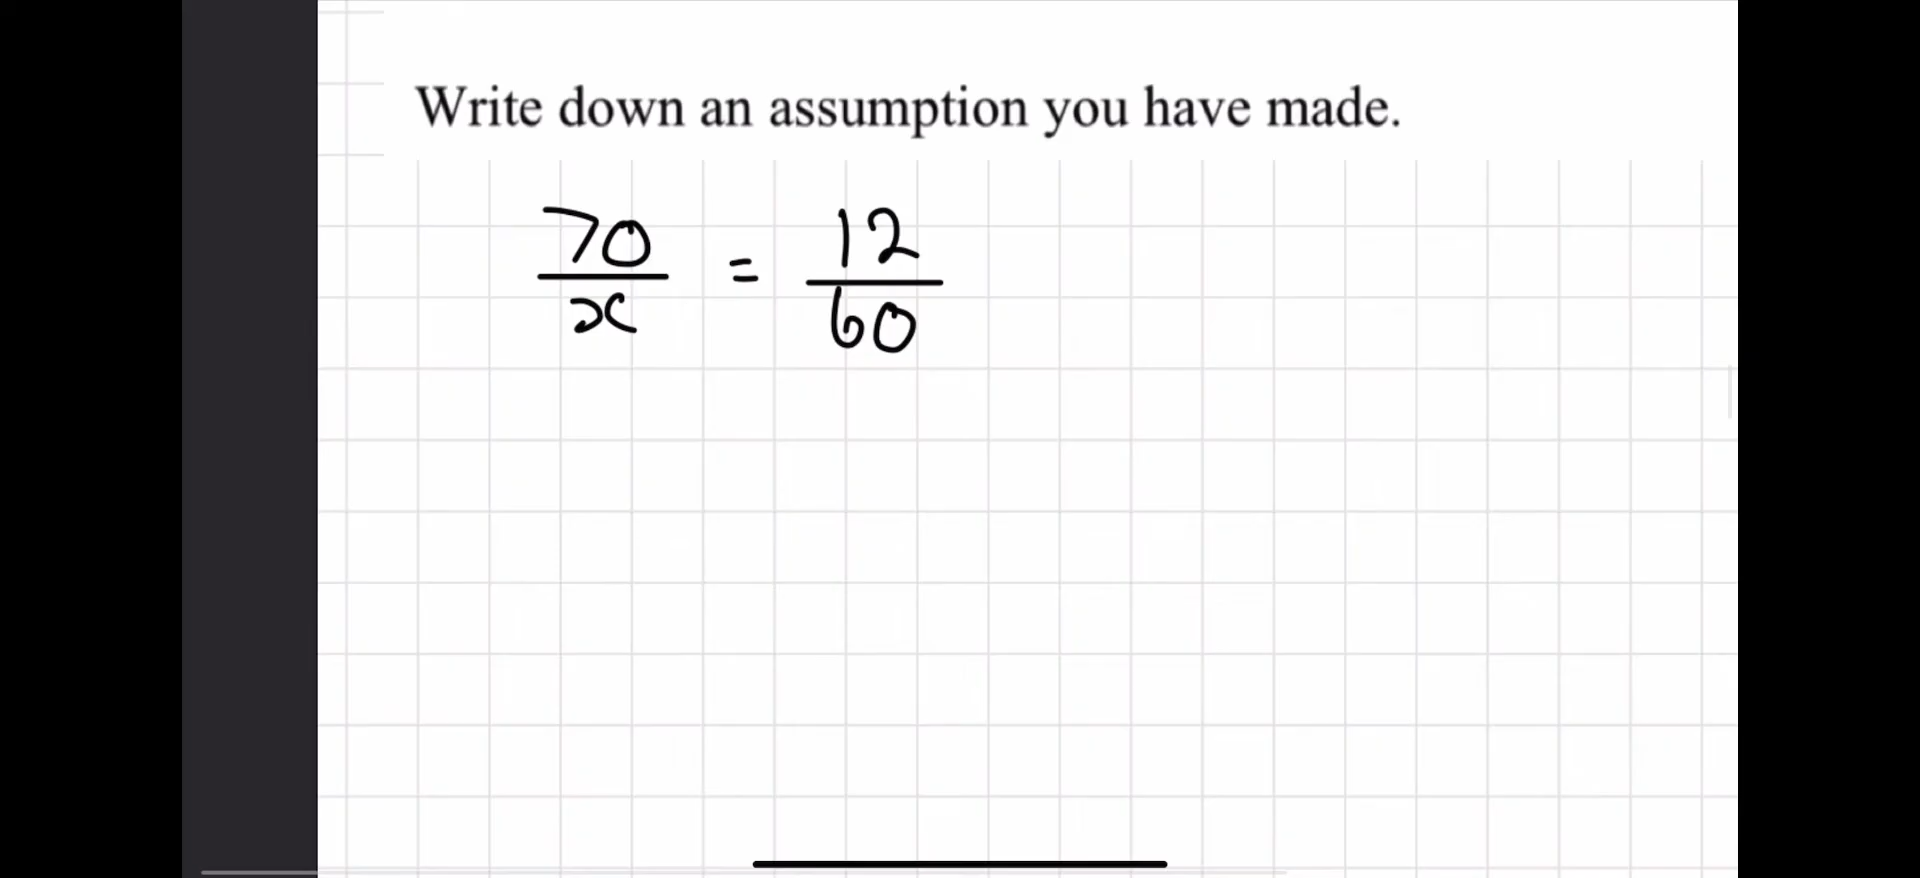 Write down an assumption you have made.
70/x = 12/60